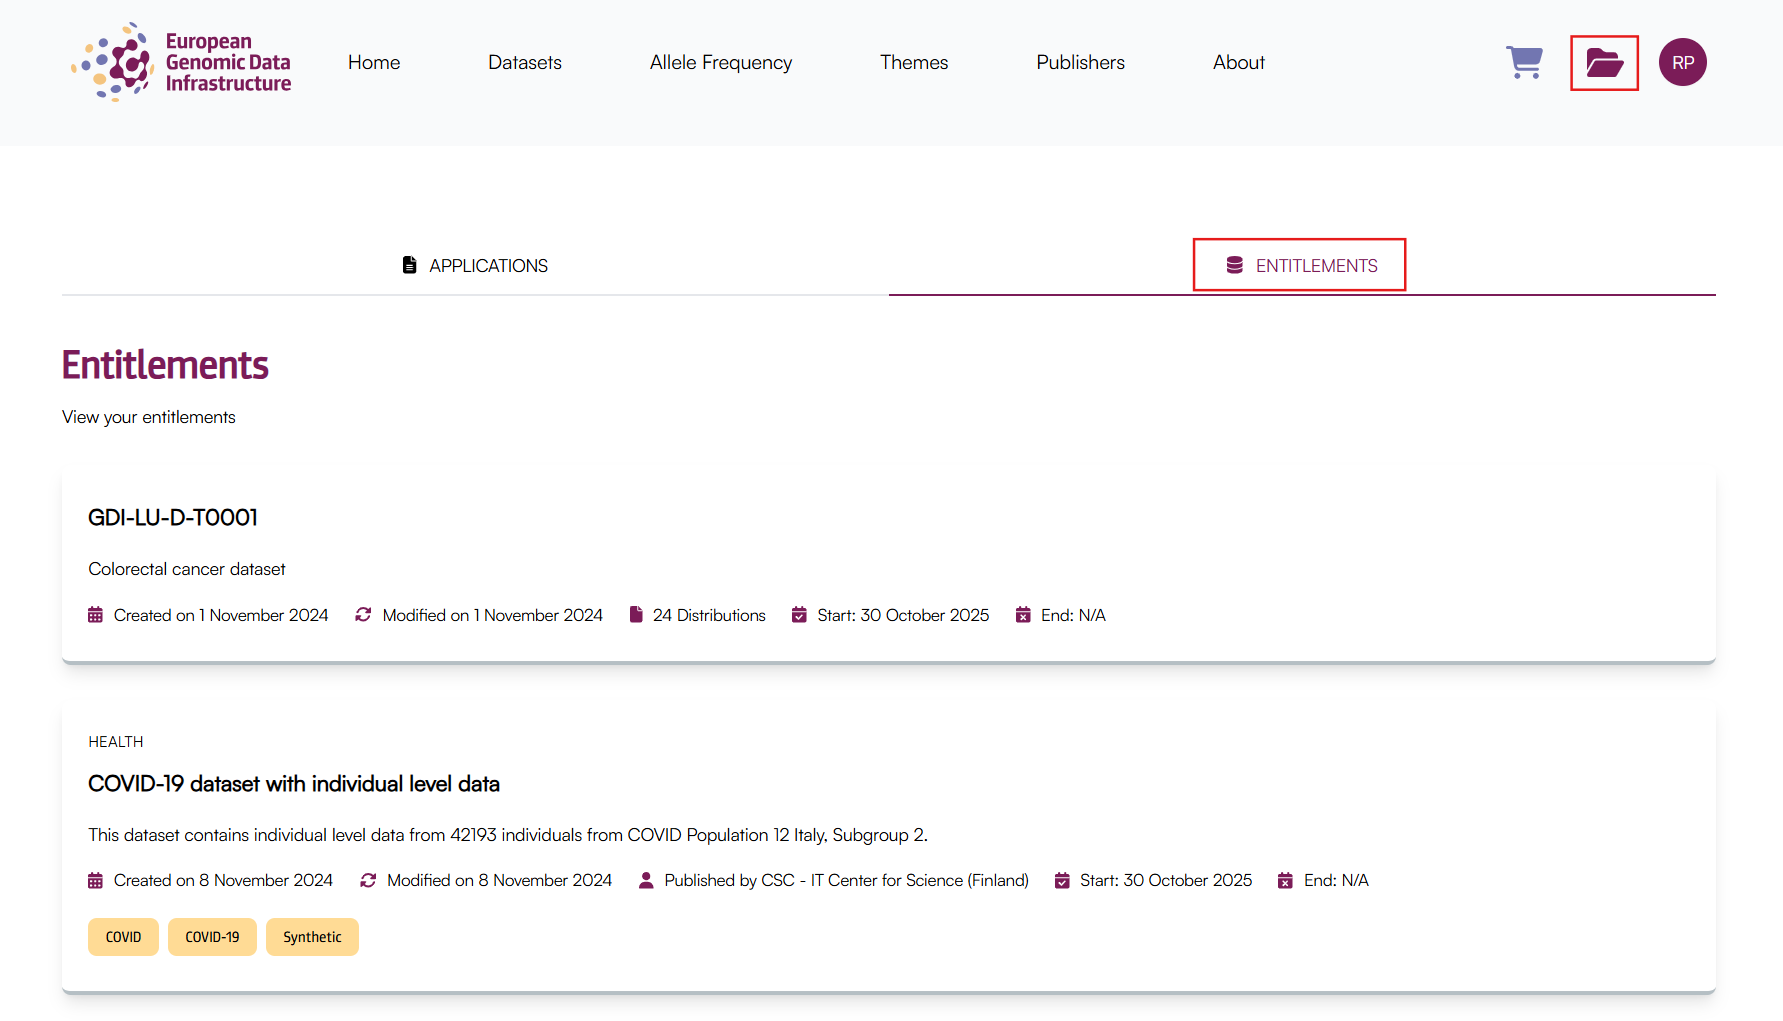 European
Genomic Data
Infrastructure
Home Datasets Allele Frequency Themes Publishers About
RP
APPLICATIONS ENTITLEMENTS
Entitlements
View your entitlements
GDI-LU-D-T0001
Colorectal cancer dataset
Created on 1 November 2024 Modified on 1 November 2024 24 Distributions Start: 30 October 2025 End: N/A
HEALTH
COVID-19 dataset with individual level data
This dataset contains individual level data from 42193 individuals from COVID Population 12 Italy, Subgroup 2.
Created on 8 November 2024 Modified on 8 November 2024 Published by CSC - IT Center for Science (Finland) Start: 30 October 2025 End: N/A
COVID COVID-19 Synthetic